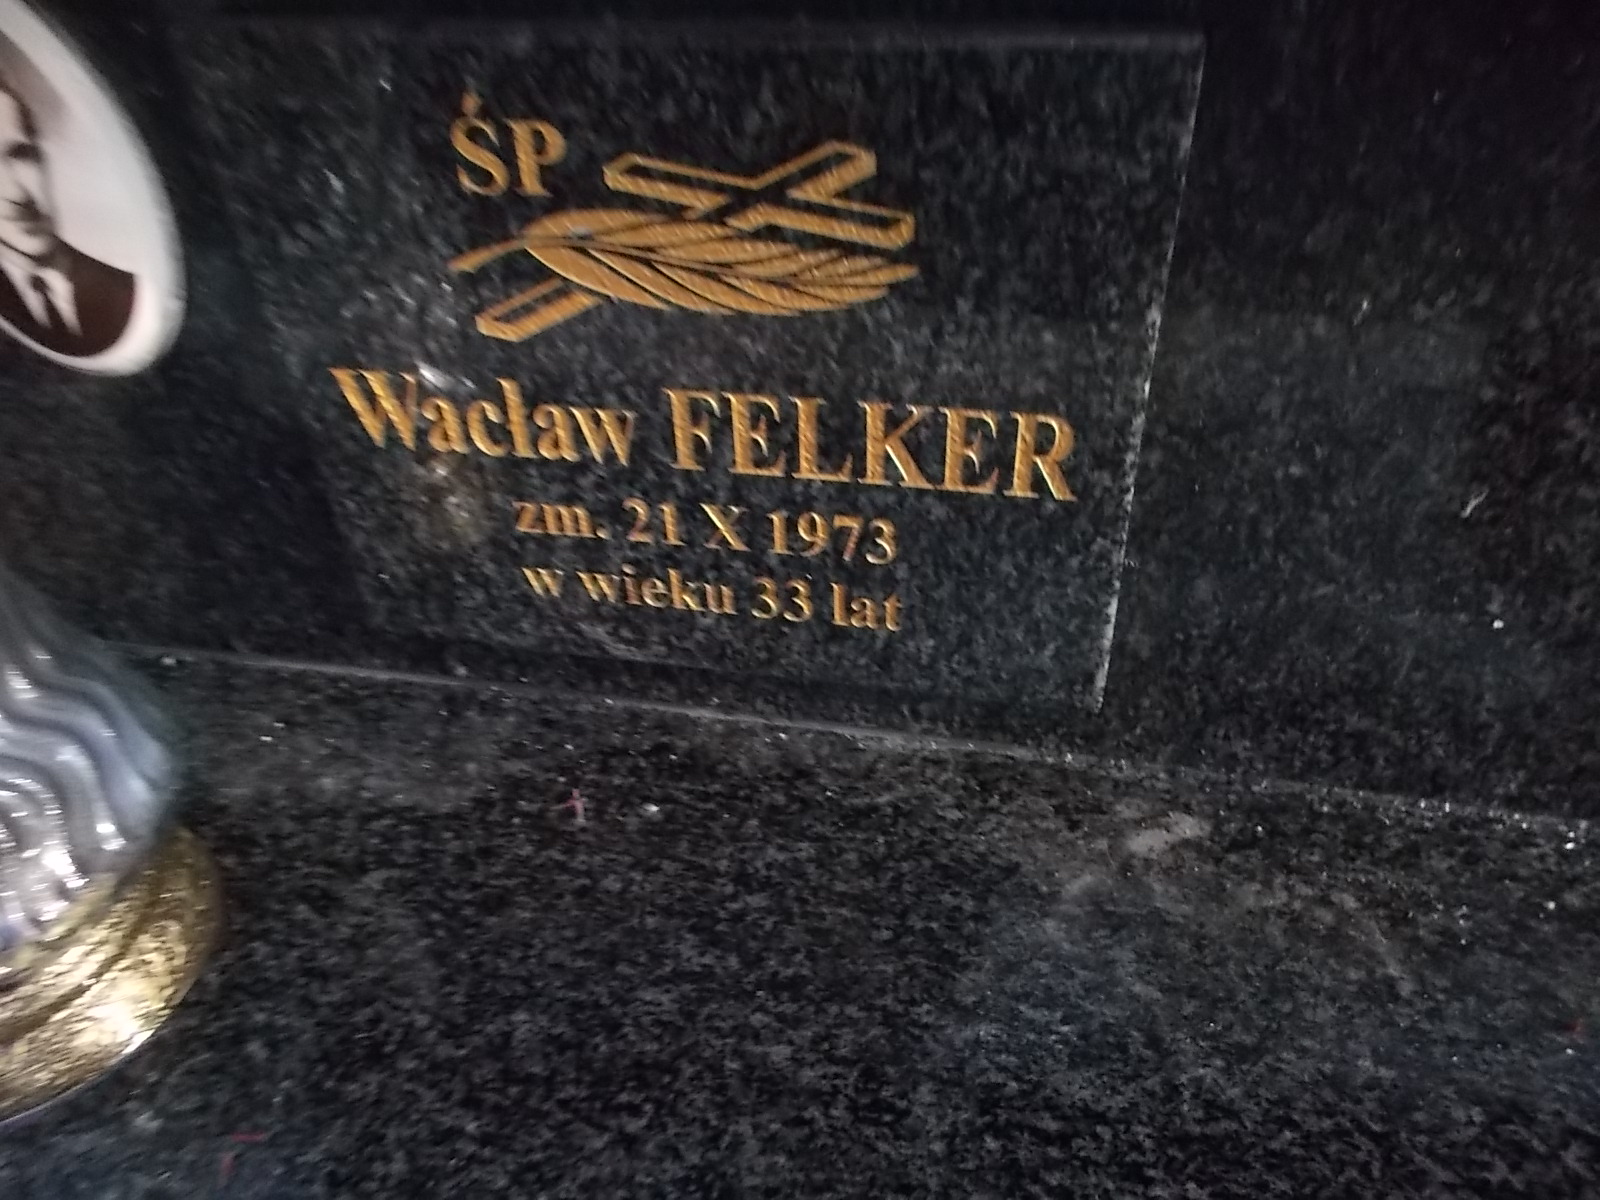 ŚP
Wacław FELKER
zm. 21 X 1973
w wieku 33 lat